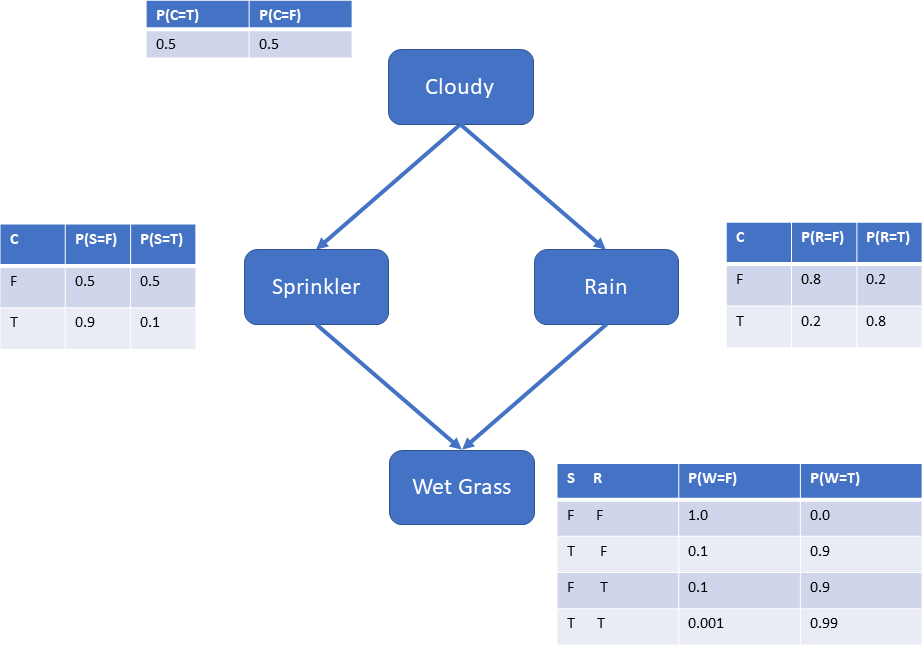 P(C=T) P(C=F)
0.5 0.5
Cloudy
C P(S=F) P(S=T)
F 0.5 0.5
T 0.9 0.1
Sprinkler
Rain
C P(R=F) P(R=T)
F 0.8 0.2
T 0.2 0.8
Wet Grass
S R P(W=F) P(W=T)
F F 1.0 0.0
T F 0.1 0.9
F T 0.1 0.9
T T 0.001 0.99